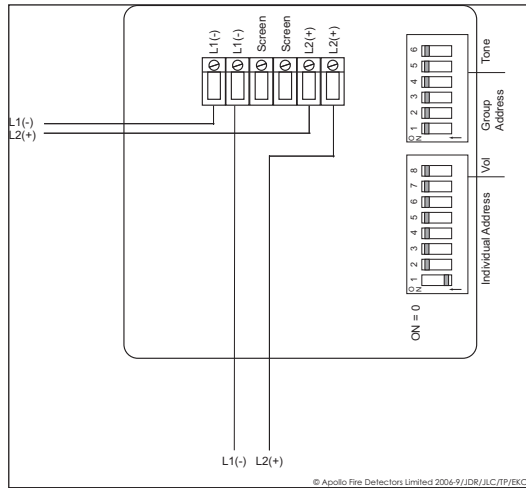 L1(-)
L1(-)
Screen
Screen
L2(+)
L2(+)
L1(-)
L2(+)
6
5
4
3
2
1
ON
Tone
Group
Address
8
7
6
5
4
3
2
1
ON
Vol
Individual Address
ON = 0
L1(-) L2(+)
© Apollo Fire Detectors Limited 2006-9/JDR/JLC/TP/EKC